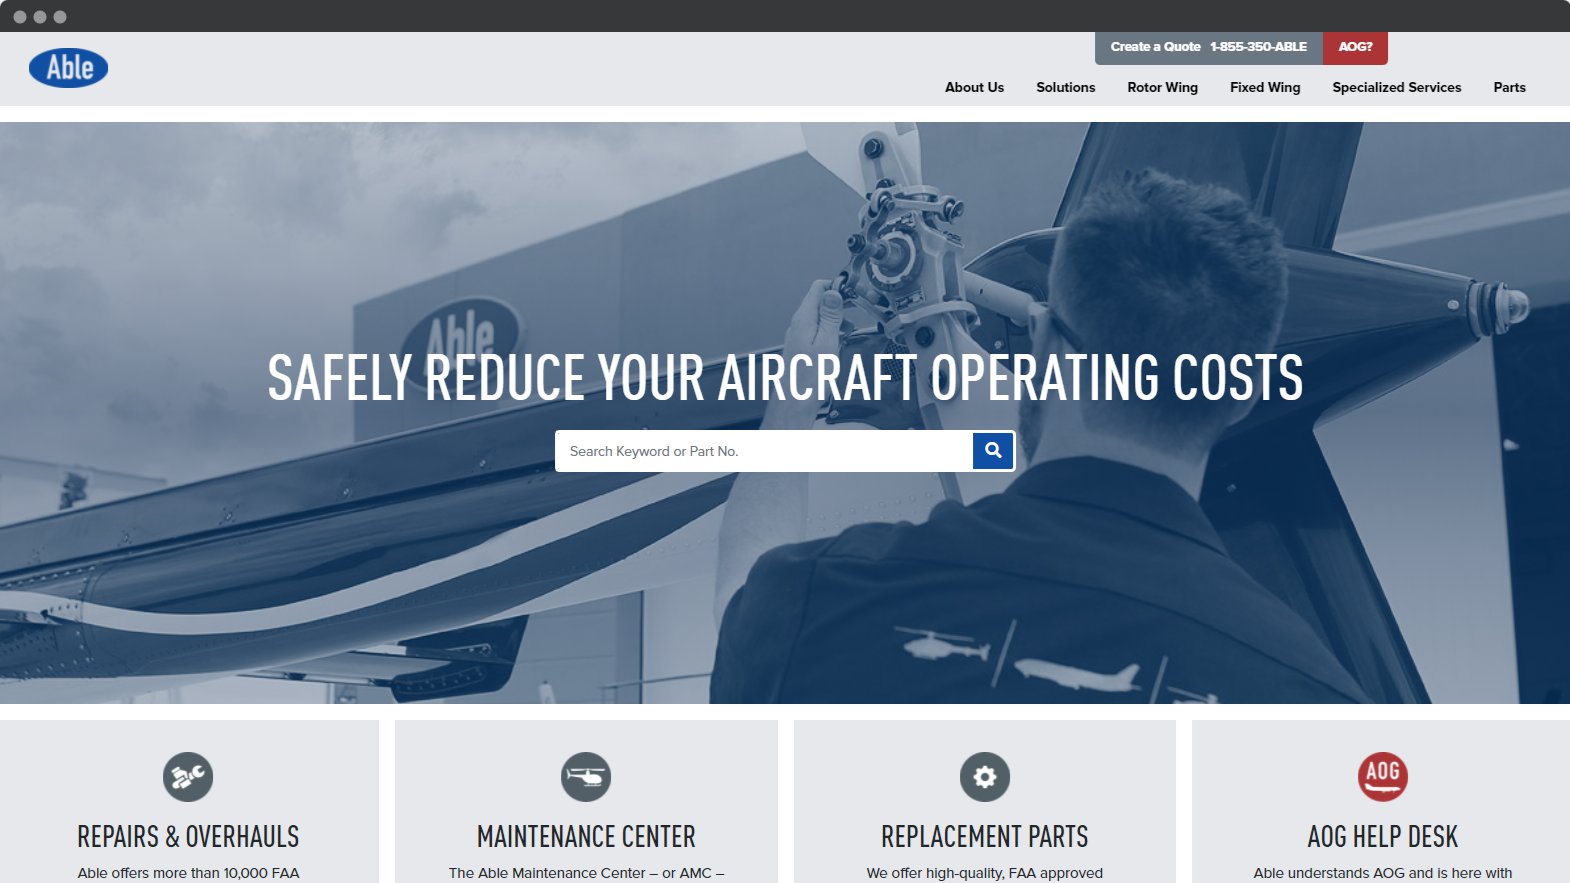 Able
Create a Quote 1-855-350-ABLE AOG?
About Us Solutions Rotor Wing Fixed Wing Specialized Services Parts
Able
SAFELY REDUCE YOUR AIRCRAFT OPERATING COSTS
Search Keyword or Part No.
AOG
REPAIRS & OVERHAULS MAINTENANCE CENTER REPLACEMENT PARTS AOG HELP DESK
Able offers more than 10,000 FAA The Able Maintenance Center – or AMC – We offer high-quality, FAA approved Able understands AOG and is here with